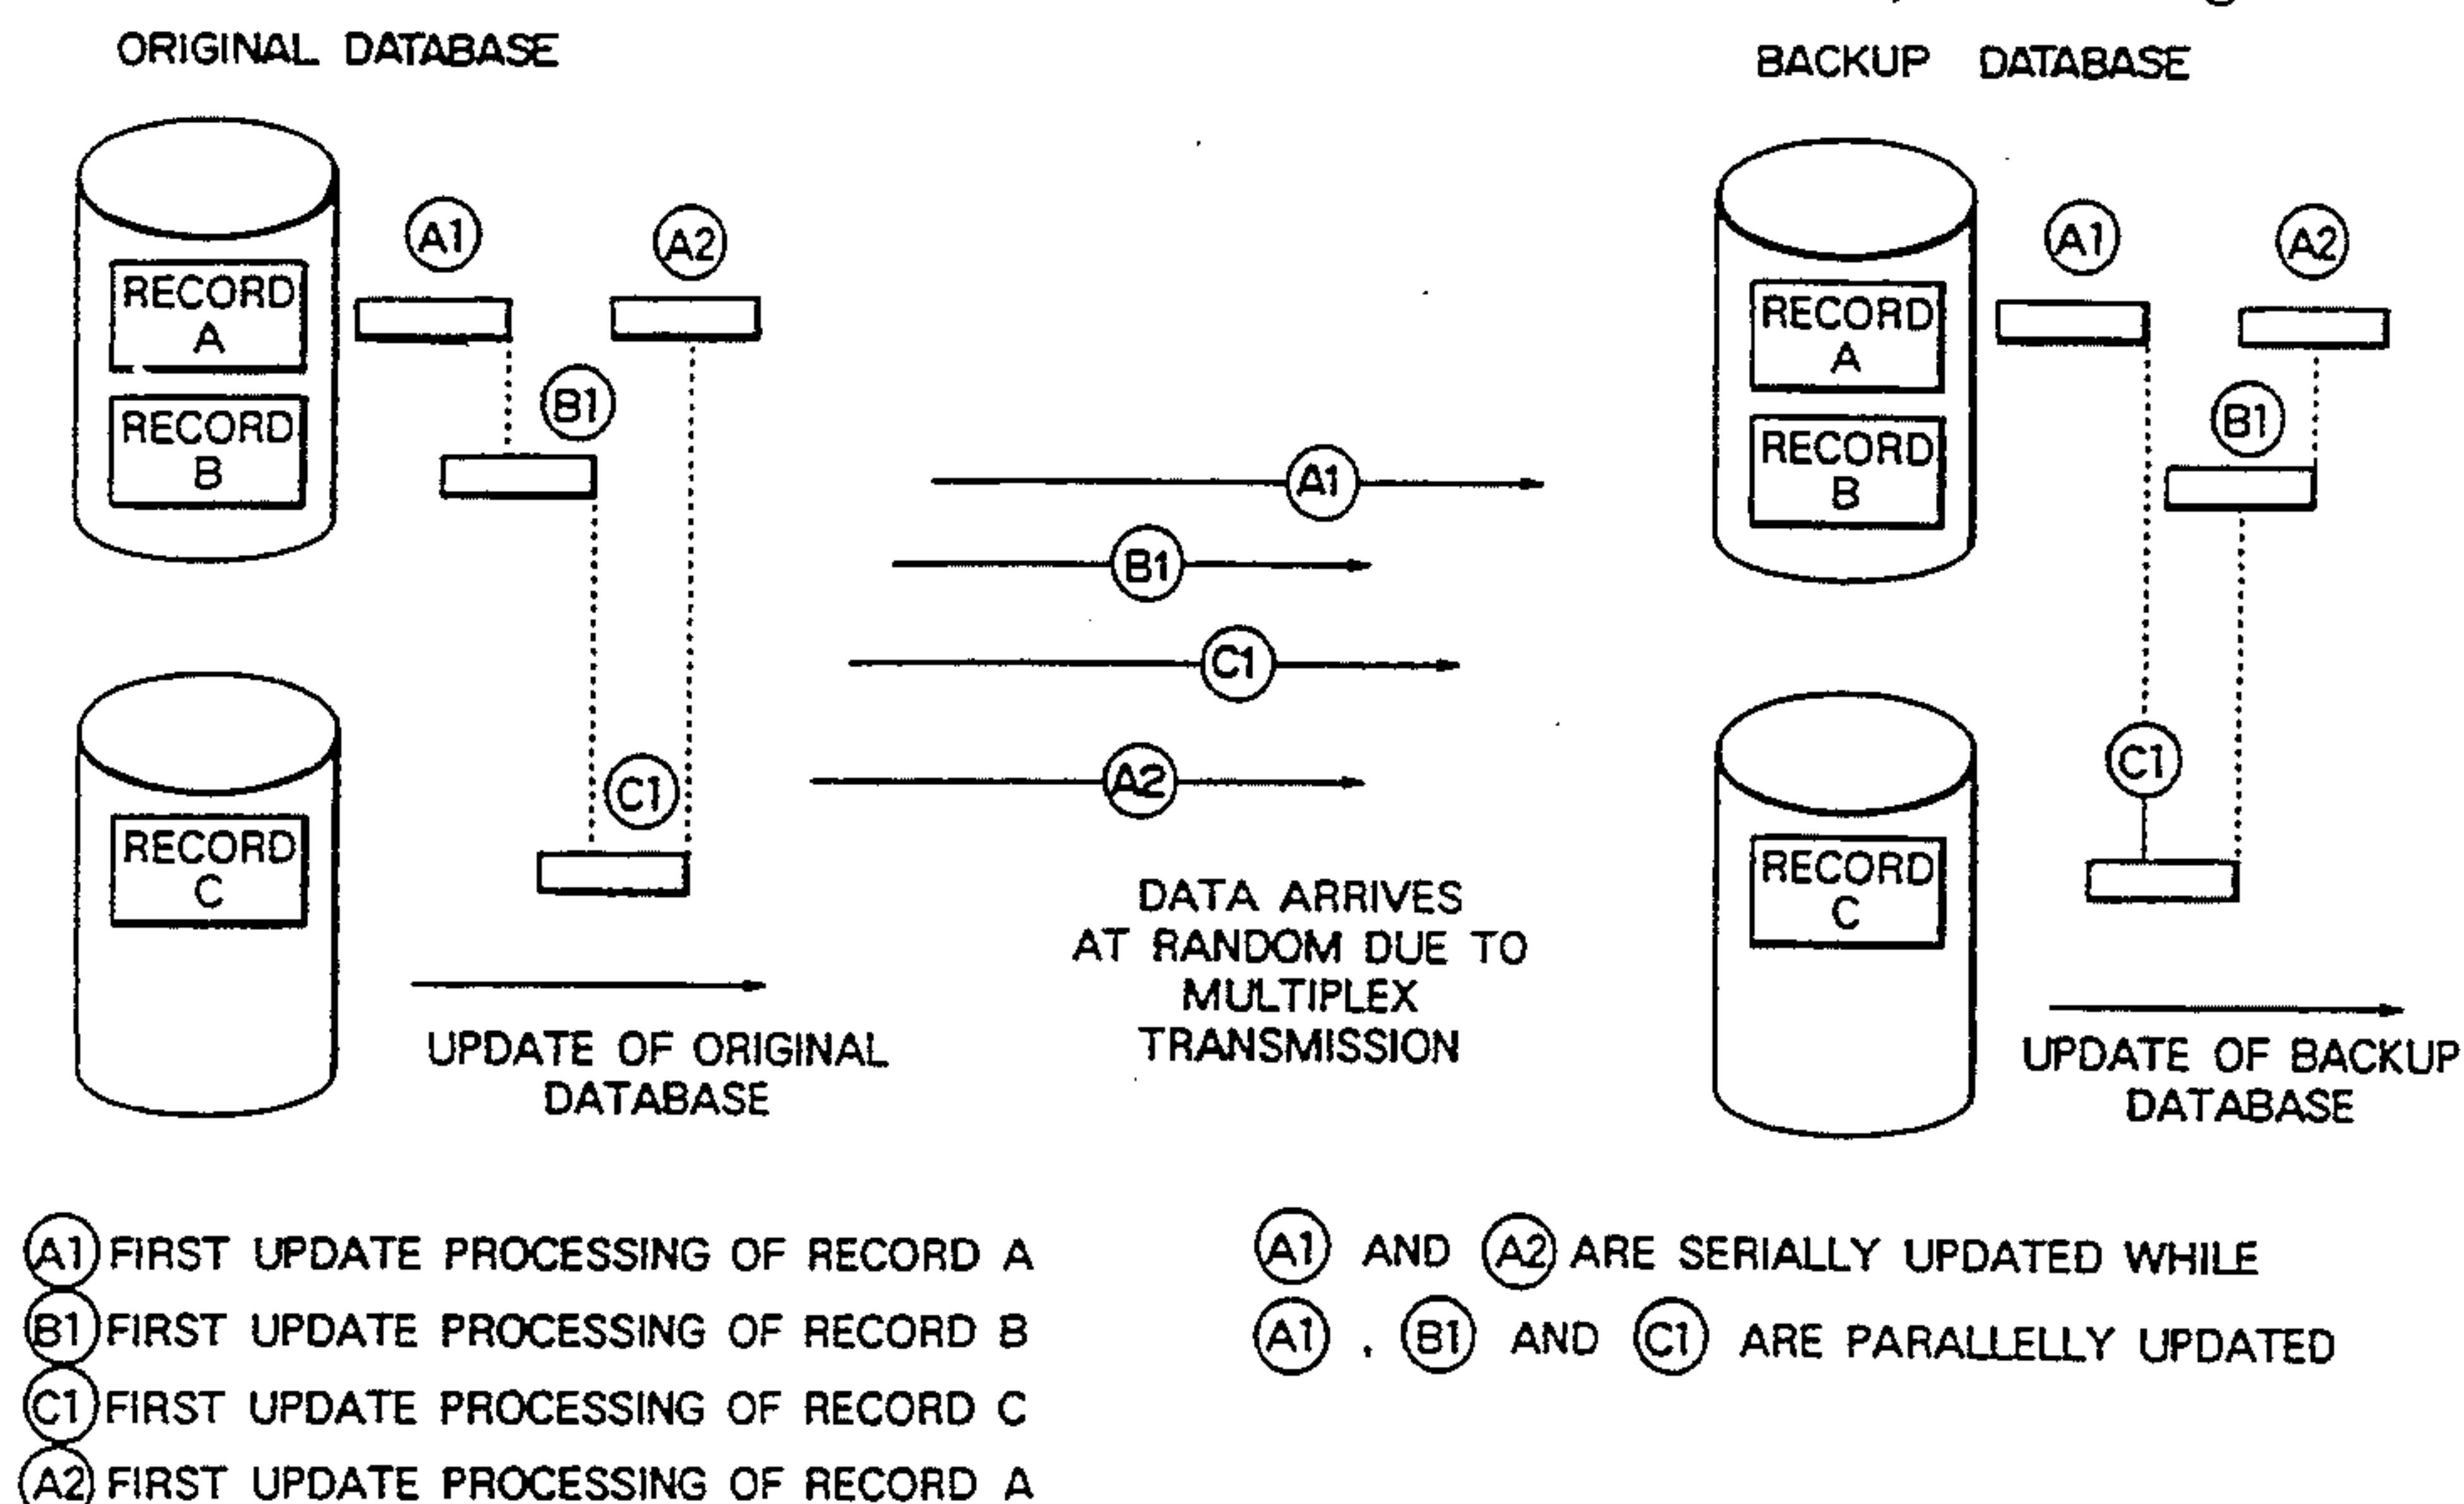 ORIGINAL DATABASE
BACKUP DATABASE
A1
A2
RECORD
A
B1
RECORD
B
C1
RECORD
C
UPDATE OF ORIGINAL
DATABASE
A1
B1
C1
A2
DATA ARRIVES
AT RANDOM DUE TO
MULTIPLEX
TRANSMISSION
A1
A2
RECORD
A
B1
RECORD
B
C1
RECORD
C
UPDATE OF BACKUP
DATABASE
A1 FIRST UPDATE PROCESSING OF RECORD A
B1 FIRST UPDATE PROCESSING OF RECORD B
C1 FIRST UPDATE PROCESSING OF RECORD C
A2 FIRST UPDATE PROCESSING OF RECORD A
A1 AND A2 ARE SERIALLY UPDATED WHILE
A1 . B1 AND C1 ARE PARALLELLY UPDATED